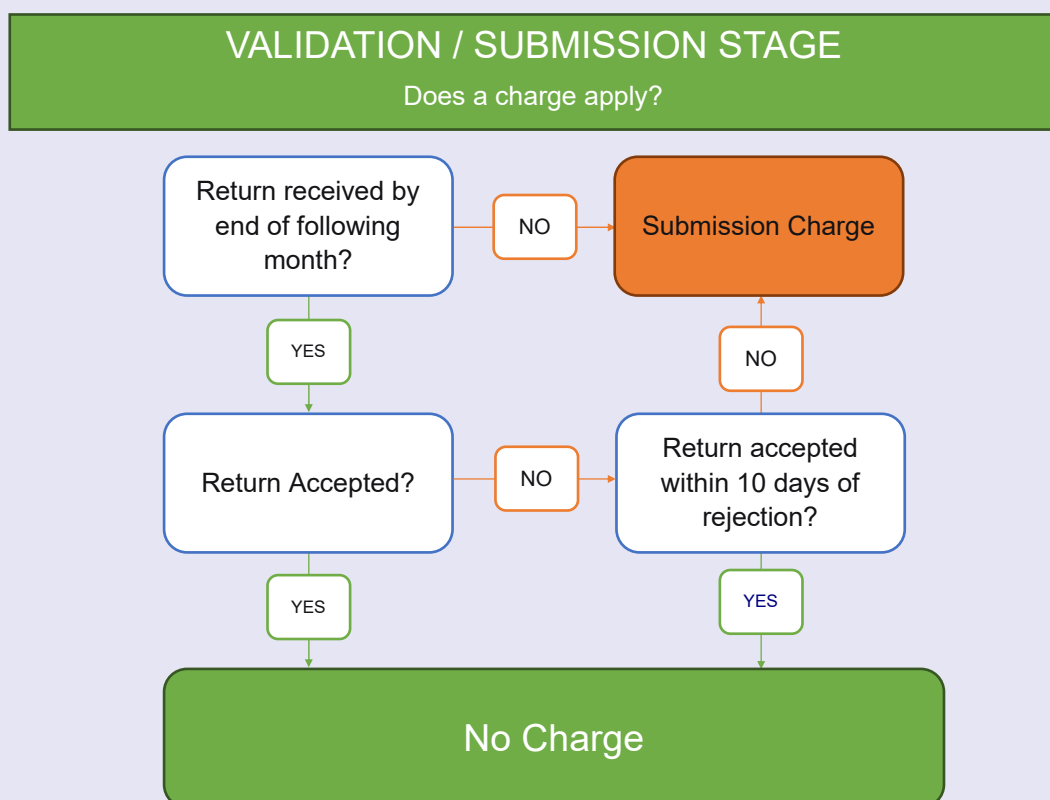 VALIDATION / SUBMISSION STAGE
Does a charge apply?
Return received by
end of following
month?
NO
Submission Charge
YES
NO
Return Accepted?
NO
Return accepted
within 10 days of
rejection?
YES
YES
No Charge